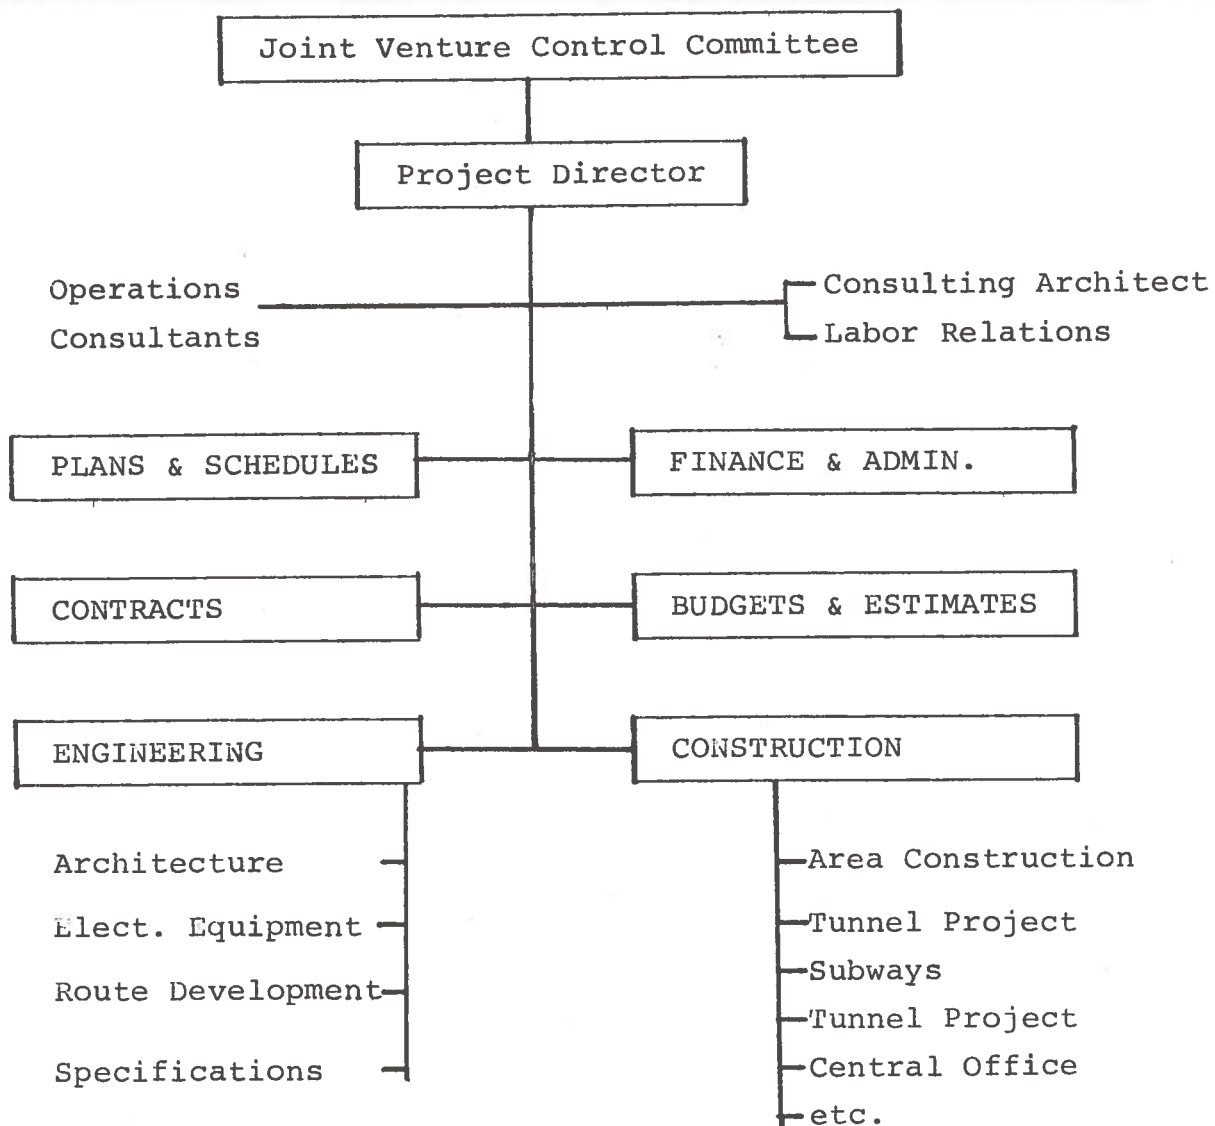 Joint Venture Control Committee
Project Director
Operations
Consultants
Consulting Architect
Labor Relations
PLANS & SCHEDULES
FINANCE & ADMIN.
CONTRACTS
BUDGETS & ESTIMATES
ENGINEERING
CONSTRUCTION
Architecture
Elect. Equipment
Route Development
Specifications
Area Construction
Tunnel Project
Subways
Tunnel Project
Central Office
etc.